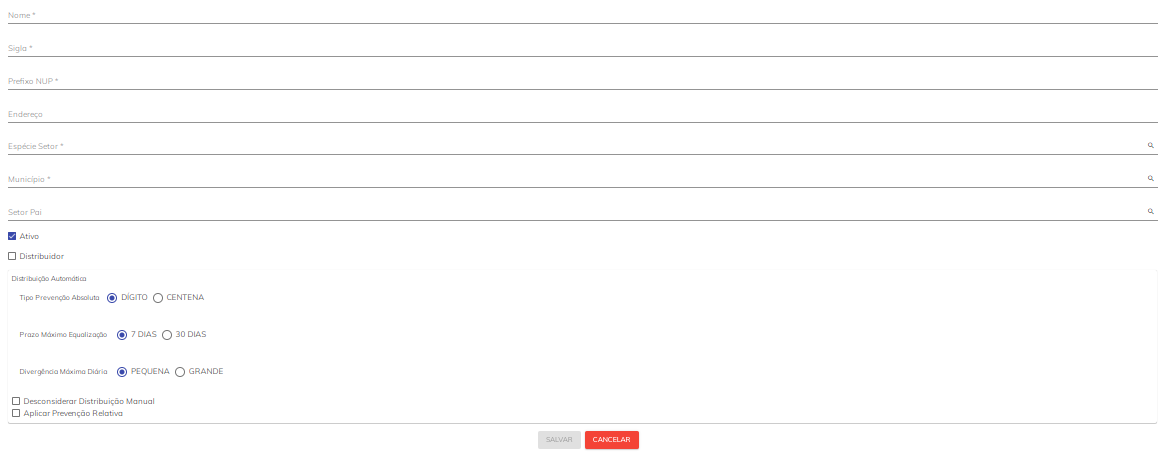 Nome *
Sigla *
Prefixo NUP *
Endereço
Espécie Setor *
Município *
Setor Pai
Ativo
Distribuidor
Distribuição Automática
Tipo Prevenção Absoluta DÍGITO CENTENA
Prazo Máximo Equalização 7 DIAS 30 DIAS
Divergência Máxima Diária PEQUENA GRANDE
Desconsiderar Distribuição Manual
Aplicar Prevenção Relativa
SALVAR CANCELAR